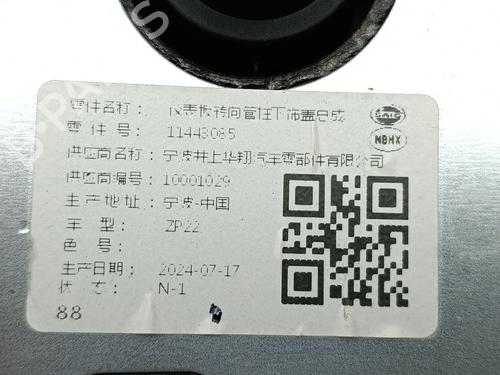 零件名称: 仪表板转向管柱下饰盖总成
零件号: 11443085
供应商名称: 宁波井上华翔汽车零部件有限公司
供应商编号: 10001029
生产地址: 宁波·中国
车型: ZP22
色号:
生产日期: 2024-07-17
状态: N-1
88
SAIC
NBHX